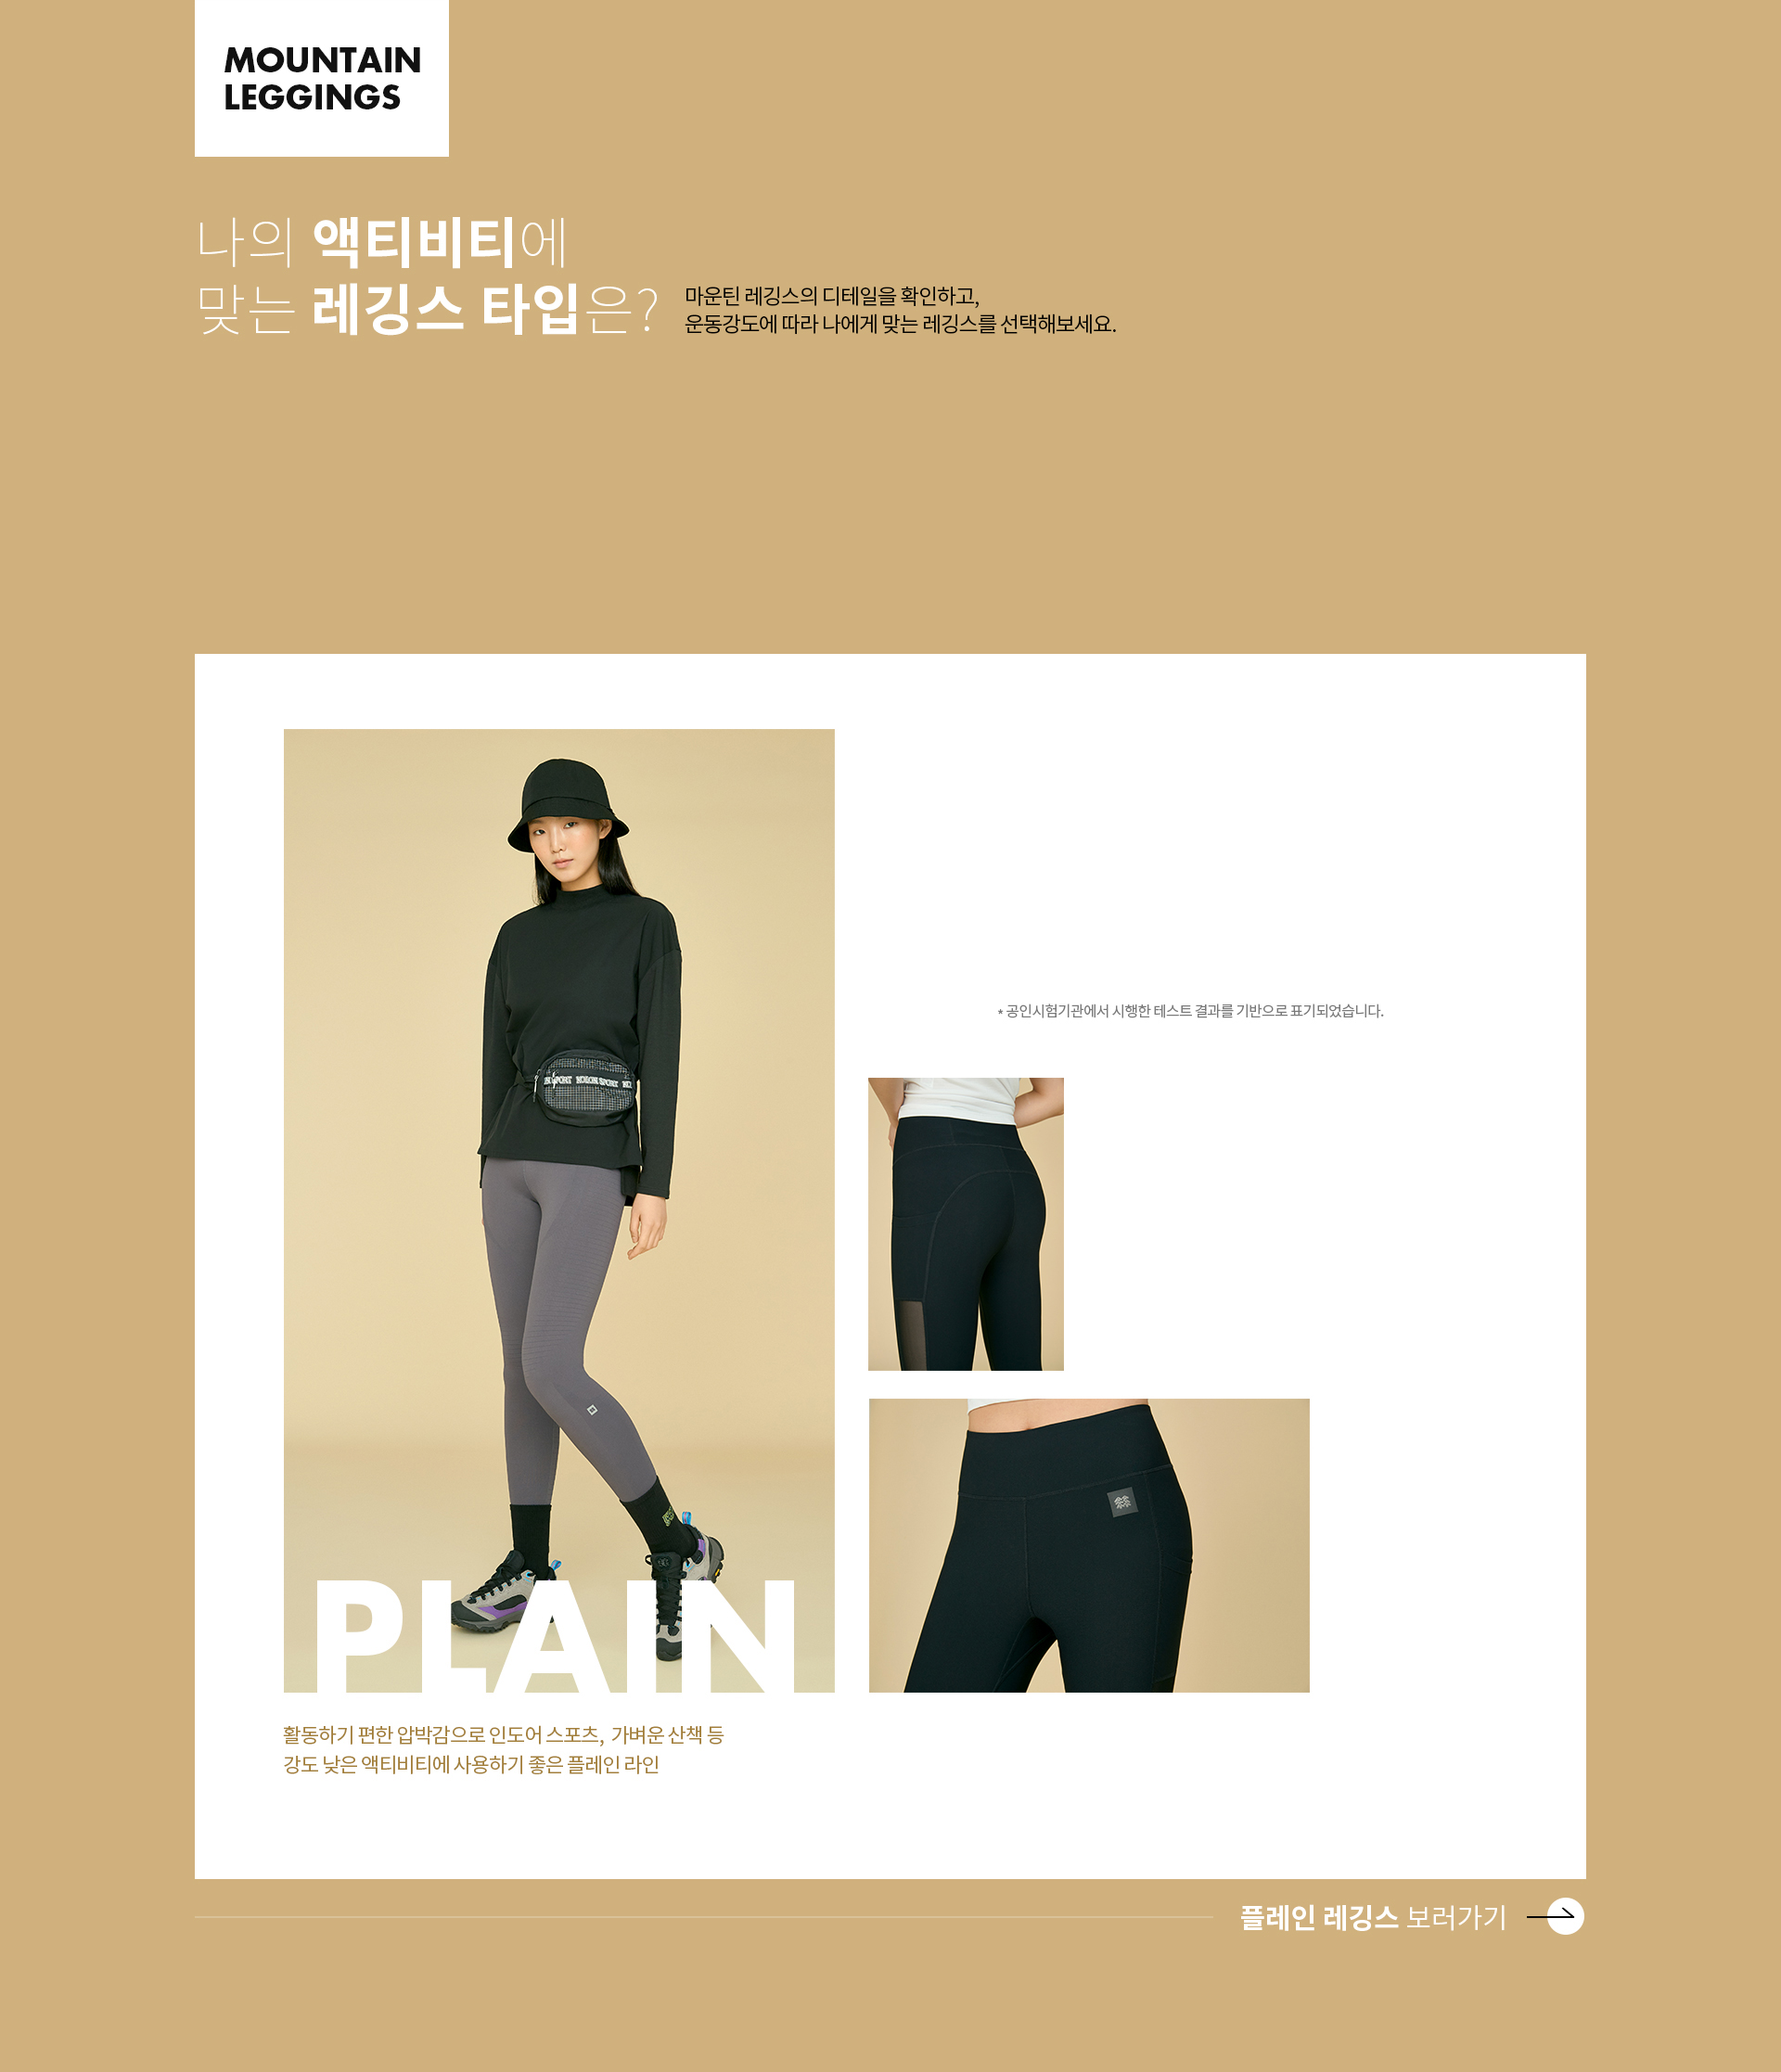 MOUNTAIN
LEGGINGS
나의 액티비티에
맞는 레깅스 타입은?
마운틴 레깅스의 디테일을 확인하고,
운동강도에 따라 나에게 맞는 레깅스를 선택해보세요.
* 공인시험기관에서 시행한 테스트 결과를 기반으로 표기되었습니다.
KOLON SPORT
PLAIN
활동하기 편한 압박감으로 인도어 스포츠, 가벼운 산책 등
강도 낮은 액티비티에 사용하기 좋은 플레인 라인
플레인 레깅스 보러가기